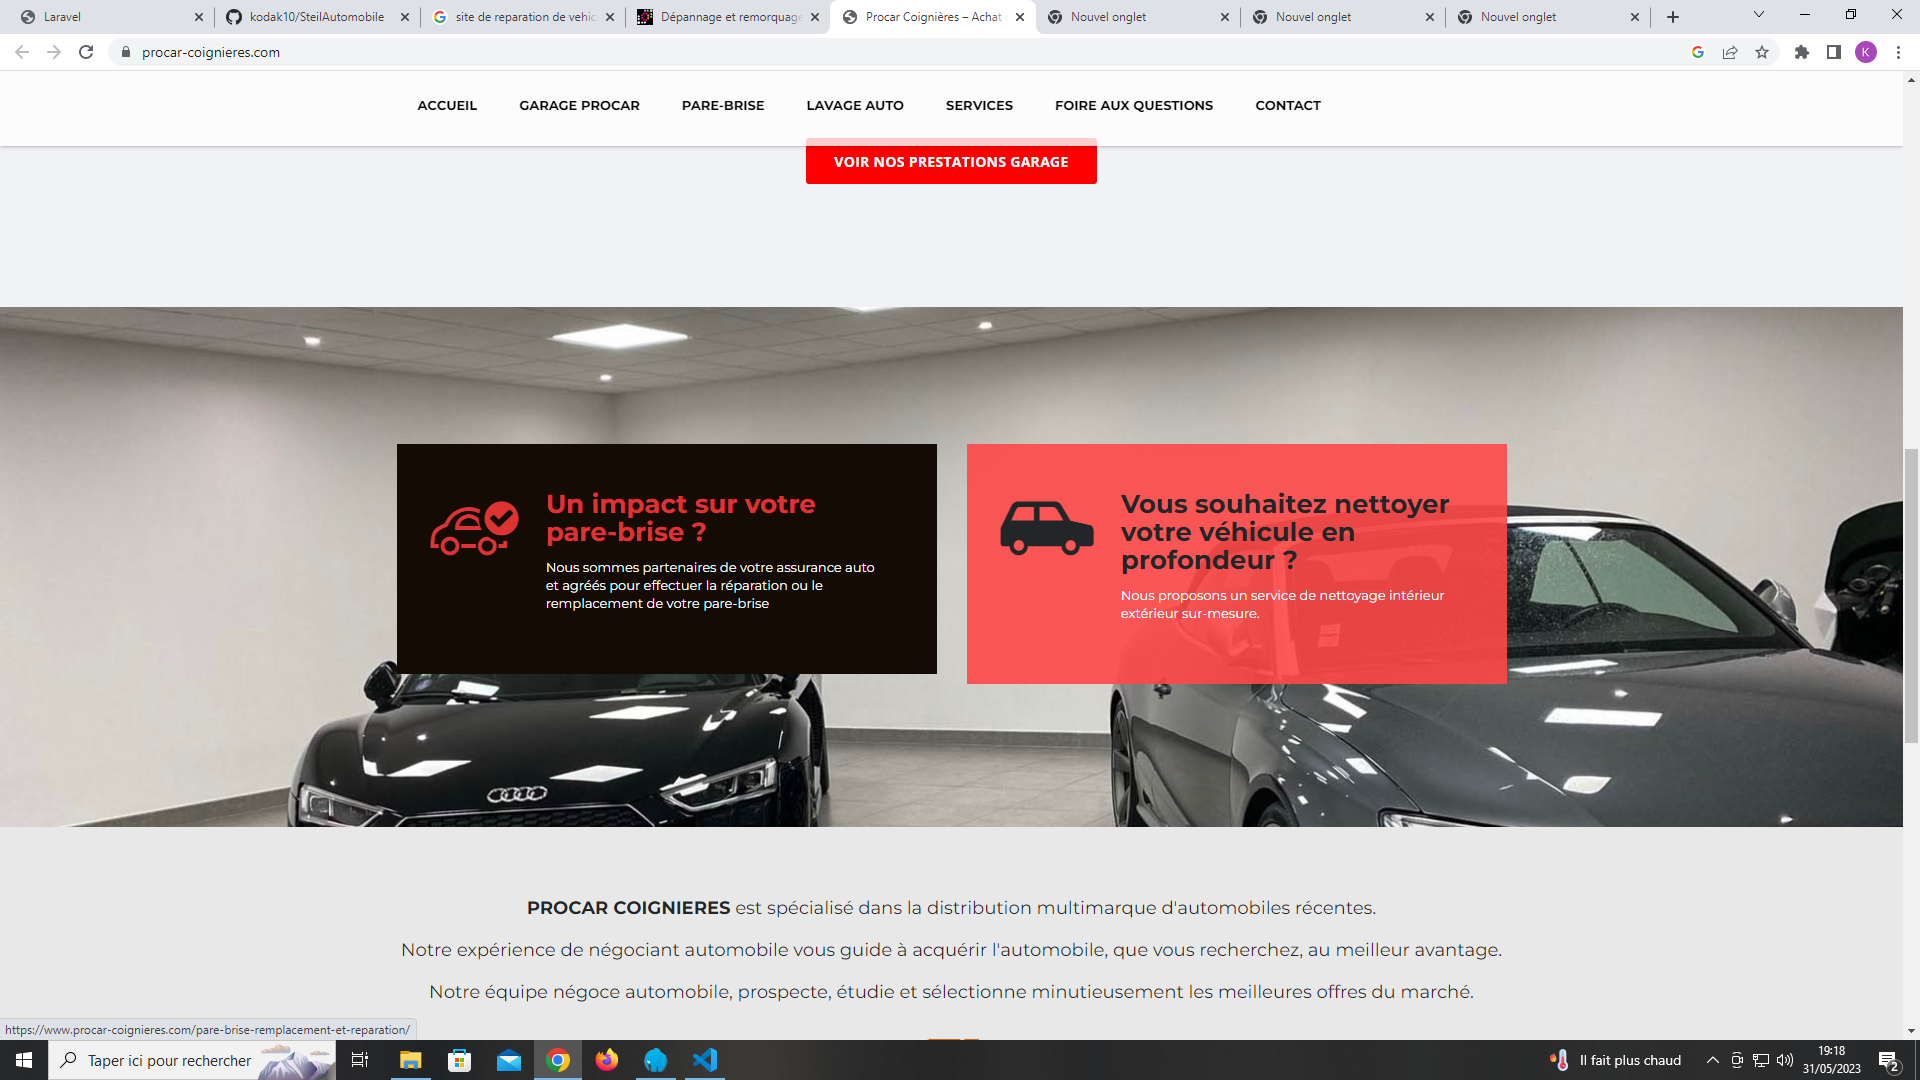 Laravel
kodak10/SteilAutomobile
site de reparation de vehic
Dépannage et remorquage
Procar Coignières – Achat
Nouvel onglet
Nouvel onglet
Nouvel onglet
procar-coignieres.com
K
ACCUEIL
GARAGE PROCAR
PARE-BRISE
LAVAGE AUTO
SERVICES
FOIRE AUX QUESTIONS
CONTACT
VOIR NOS PRESTATIONS GARAGE
Un impact sur votre
pare-brise ?
Nous sommes partenaires de votre assurance auto
et agréés pour effectuer la réparation ou le
remplacement de votre pare-brise
Vous souhaitez nettoyer
votre véhicule en
profondeur ?
Nous proposons un service de nettoyage intérieur
extérieur sur-mesure.
PROCAR COIGNIERES est spécialisé dans la distribution multimarque d'automobiles récentes.
Notre expérience de négociant automobile vous guide à acquérir l'automobile, que vous recherchez, au meilleur avantage.
Notre équipe négoce automobile, prospecte, étudie et sélectionne minutieusement les meilleures offres du marché.
https://www.procar-coignieres.com/pare-brise-remplacement-et-reparation/
Taper ici pour rechercher
Il fait plus chaud
19:18
31/05/2023
2